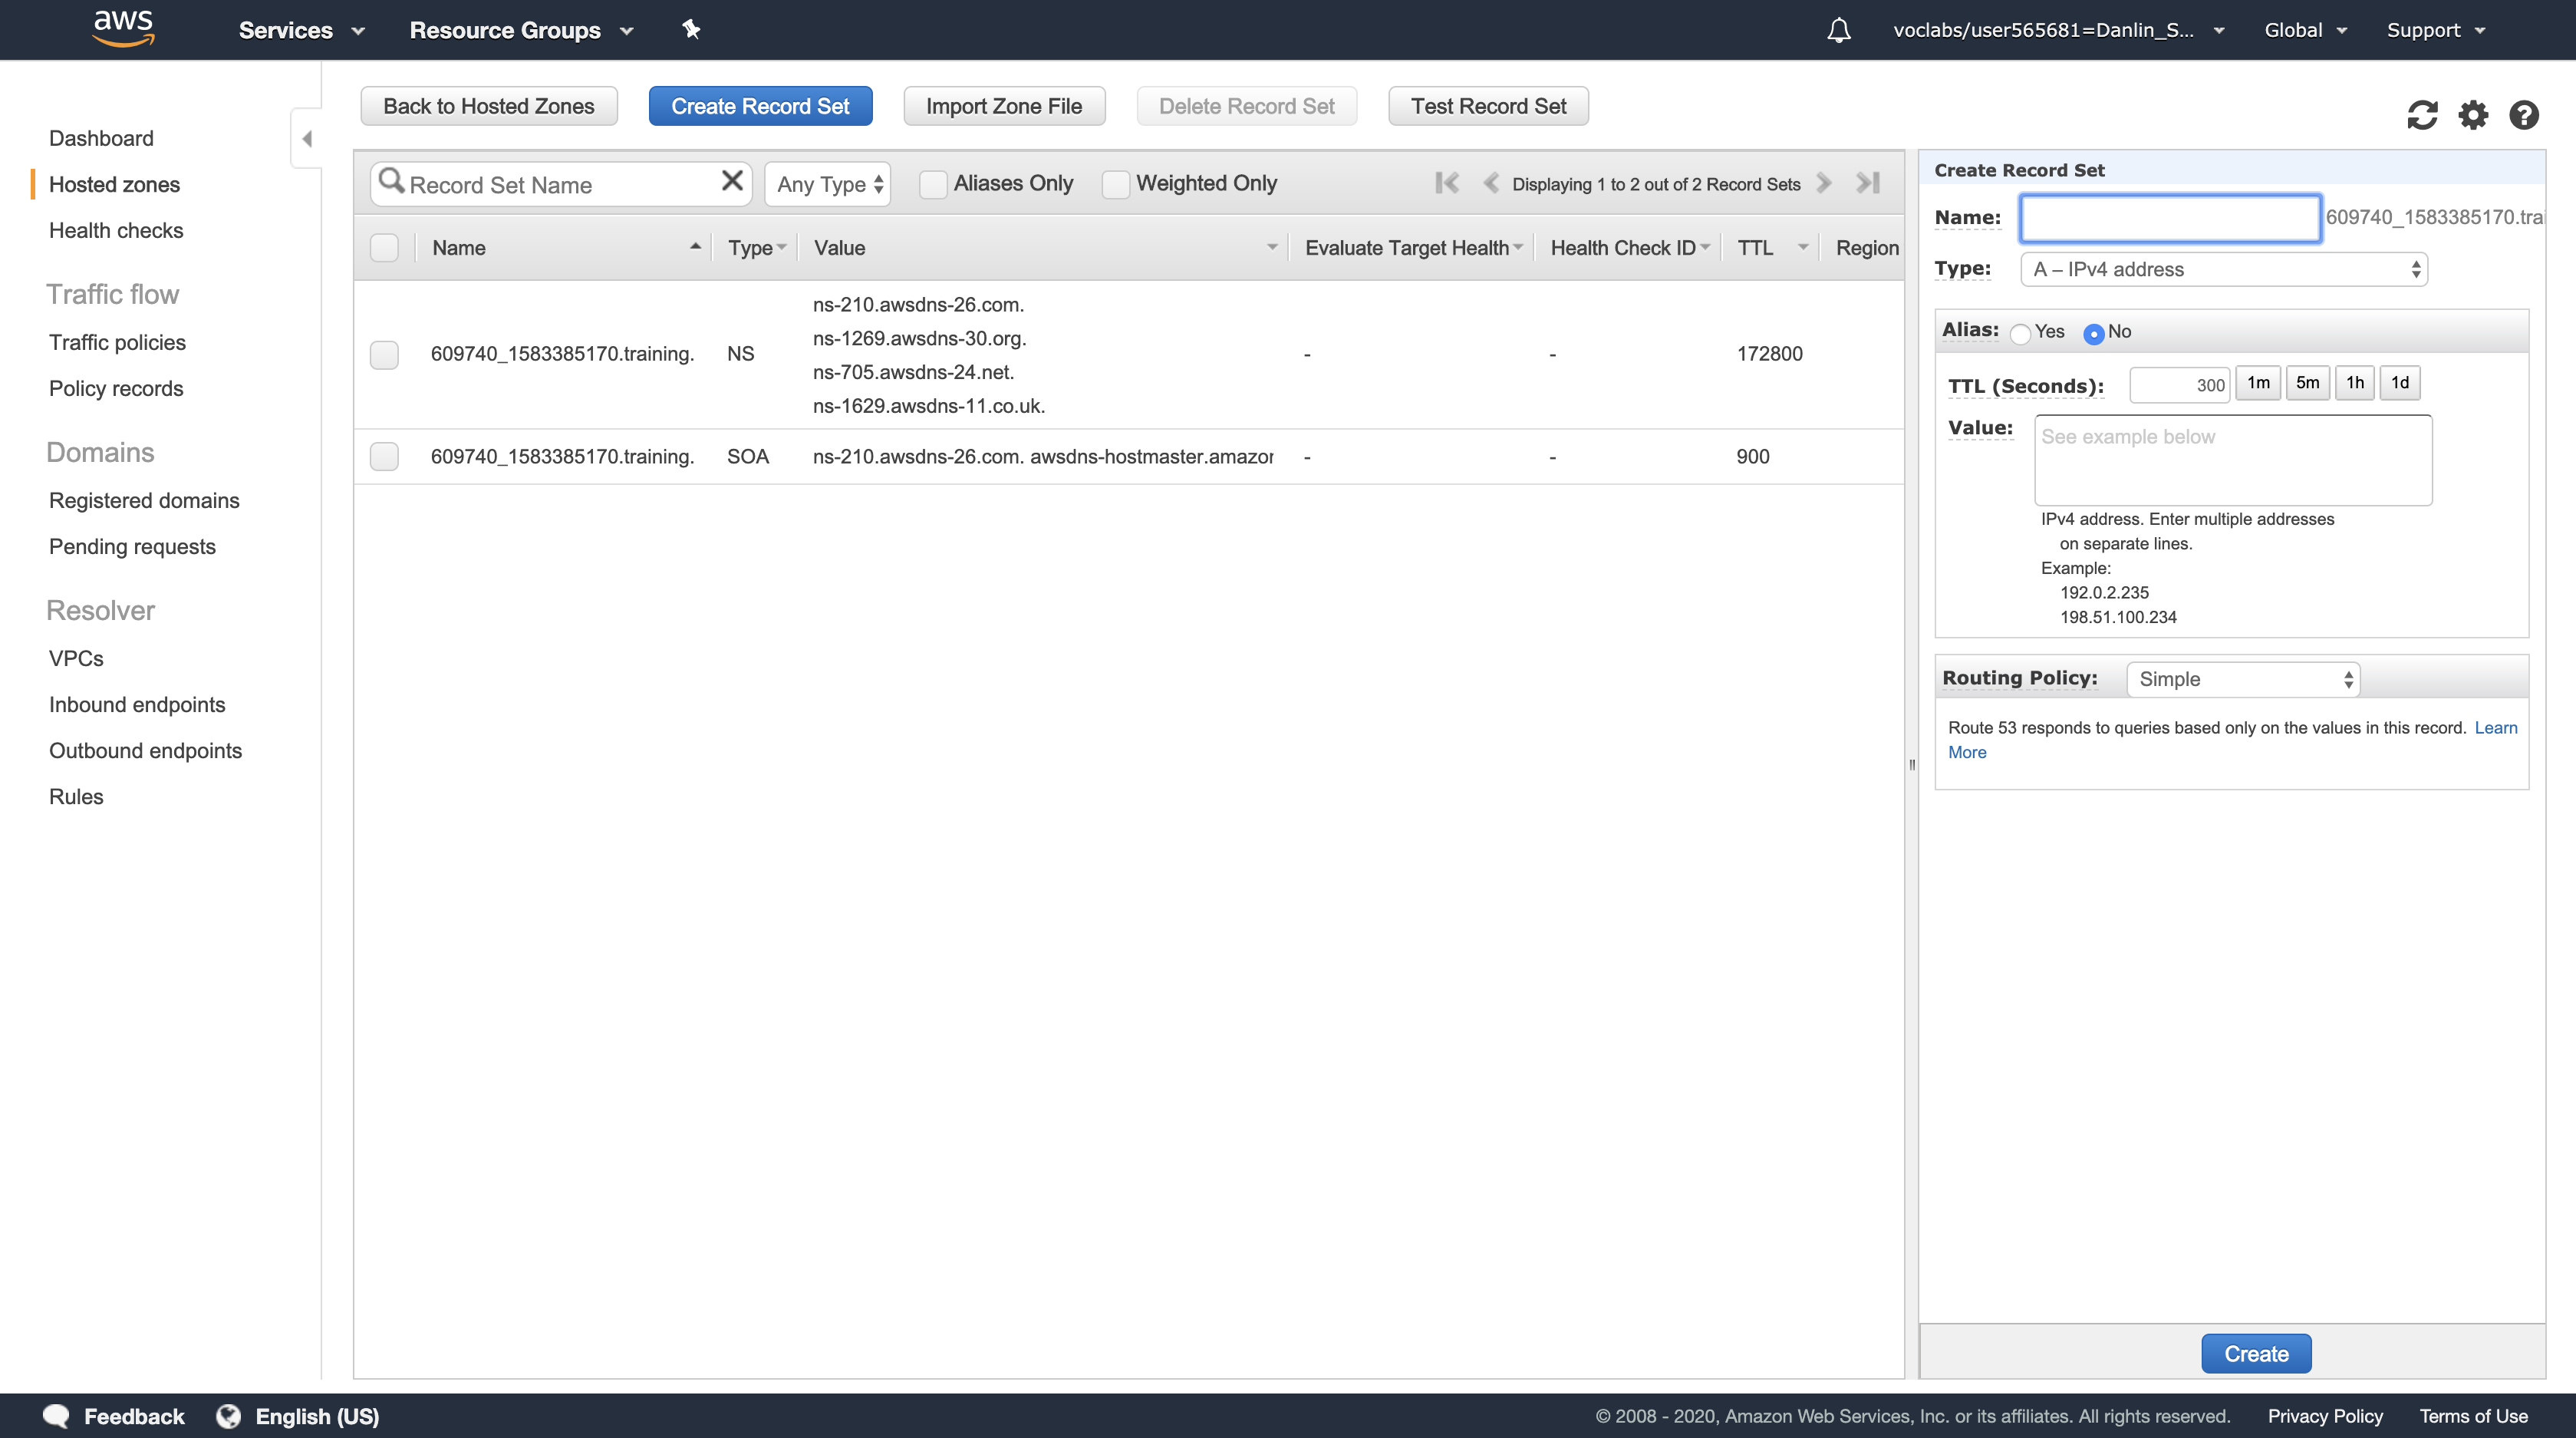 aws
Services
Resource Groups
voclabs/user565681=Danlin_S...
Global
Support
Dashboard
Hosted zones
Health checks
Traffic flow
Traffic policies
Policy records
Domains
Registered domains
Pending requests
Resolver
VPCs
Inbound endpoints
Outbound endpoints
Rules
Back to Hosted Zones
Create Record Set
Import Zone File
Delete Record Set
Test Record Set
Record Set Name
Any Type
Aliases Only
Weighted Only
Displaying 1 to 2 out of 2 Record Sets
Name Type Value Evaluate Target Health Health Check ID TTL Region
609740_1583385170.training. NS
ns-210.awsdns-26.com.
ns-1269.awsdns-30.org.
ns-705.awsdns-24.net.
ns-1629.awsdns-11.co.uk.
- - 172800
609740_1583385170.training. SOA ns-210.awsdns-26.com. awsdns-hostmaster.amazor - - 900
Create Record Set
Name: 609740_1583385170.trai
Type: A – IPv4 address
Alias: Yes No
TTL (Seconds): 300 1m 5m 1h 1d
Value: See example below
IPv4 address. Enter multiple addresses
on separate lines.
Example:
192.0.2.235
198.51.100.234
Routing Policy: Simple
Route 53 responds to queries based only on the values in this record. Learn
More
Create
Feedback
English (US)
© 2008 - 2020, Amazon Web Services, Inc. or its affiliates. All rights reserved.
Privacy Policy
Terms of Use